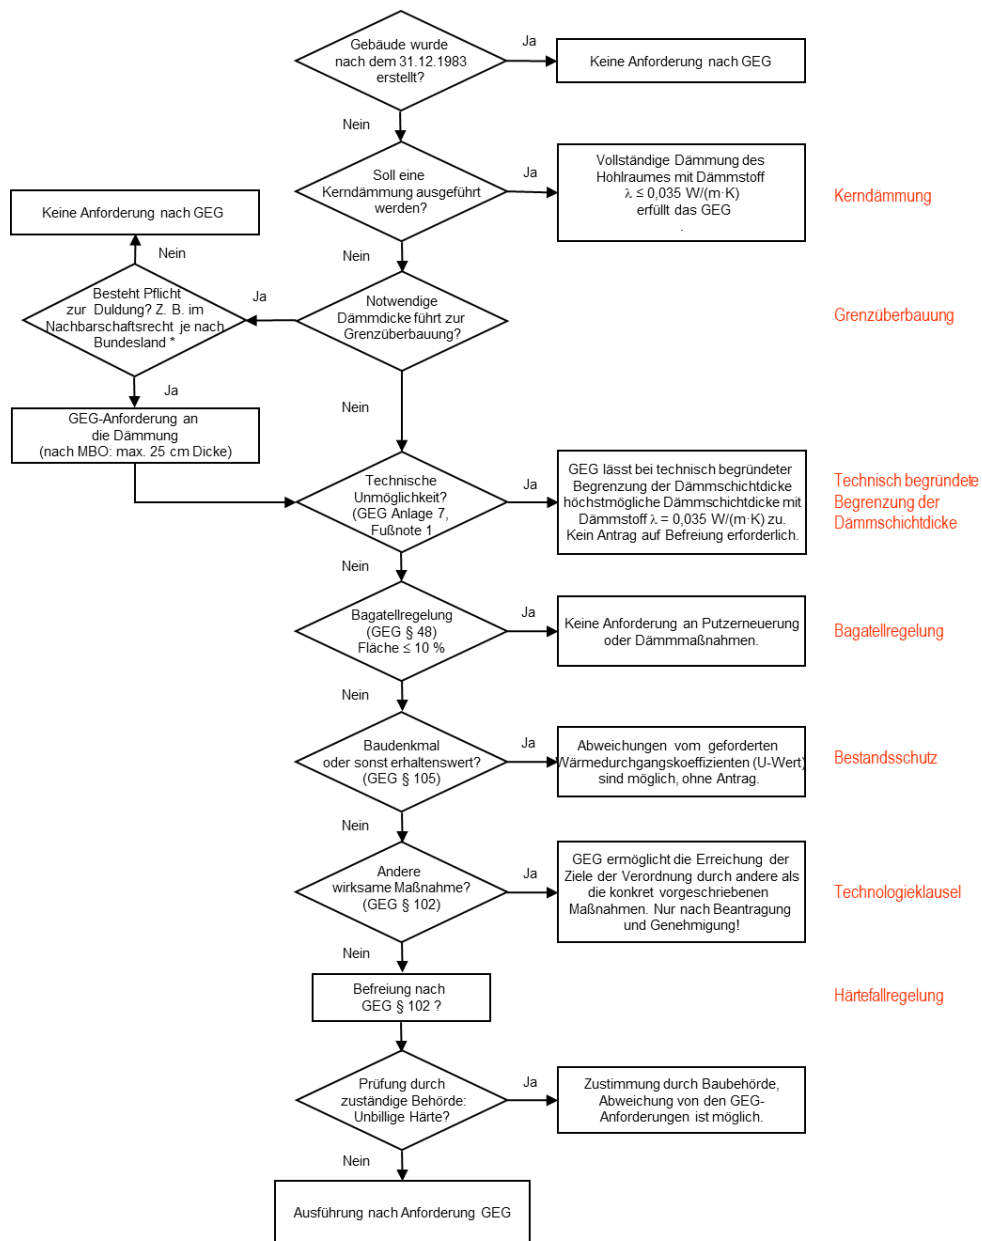 Gebäude wurde
nach dem 31.12.1983
erstellt?
Ja
Keine Anforderung nach GEG
Nein
Soll eine
Kerndämmung ausgeführt
werden?
Ja
Vollständige Dämmung des
Hohlraumes mit Dämmstoff
λ ≤ 0,035 W/(m·K)
erfüllt das GEG
.
Kerndämmung
Keine Anforderung nach GEG
Nein
Nein
Besteht Pflicht
zur Duldung? Z. B. im
Nachbarschaftsrecht je nach
Bundesland *
Ja
Notwendige
Dämmdicke führt zur
Grenzüberbauung?
Grenzüberbauung
Ja
Nein
GEG-Anforderung an
die Dämmung
(nach MBO: max. 25 cm Dicke)
Technische
Unmöglichkeit?
(GEG Anlage 7,
Fußnote 1
Ja
GEG lässt bei technisch begründeter
Begrenzung der Dämmschichtdicke
höchstmögliche Dämmschichtdicke mit
Dämmstoff λ = 0,035 W/(m·K) zu.
Kein Antrag auf Befreiung erforderlich.
Technisch begründete
Begrenzung der
Dämmschichtdicke
Nein
Bagatellregelung
(GEG § 48)
Fläche ≤ 10 %
Ja
Keine Anforderung an Putzerneuerung
oder Dämmmaßnahmen.
Bagatellregelung
Nein
Baudenkmal
oder sonst erhaltenswert?
(GEG § 105)
Ja
Abweichungen vom geforderten
Wärmedurchgangskoeffizienten (U-Wert)
sind möglich, ohne Antrag.
Bestandsschutz
Nein
Andere
wirksame Maßnahme?
(GEG § 102)
Ja
GEG ermöglicht die Erreichung der
Ziele der Verordnung durch andere als
die konkret vorgeschriebenen
Maßnahmen. Nur nach Beantragung
und Genehmigung!
Technologieklausel
Nein
Befreiung nach
GEG § 102 ?
Härtefallregelung
Prüfung durch
zuständige Behörde:
Unbillige Härte?
Ja
Zustimmung durch Baubehörde,
Abweichung von den GEG-
Anforderungen ist möglich.
Nein
Ausführung nach Anforderung GEG